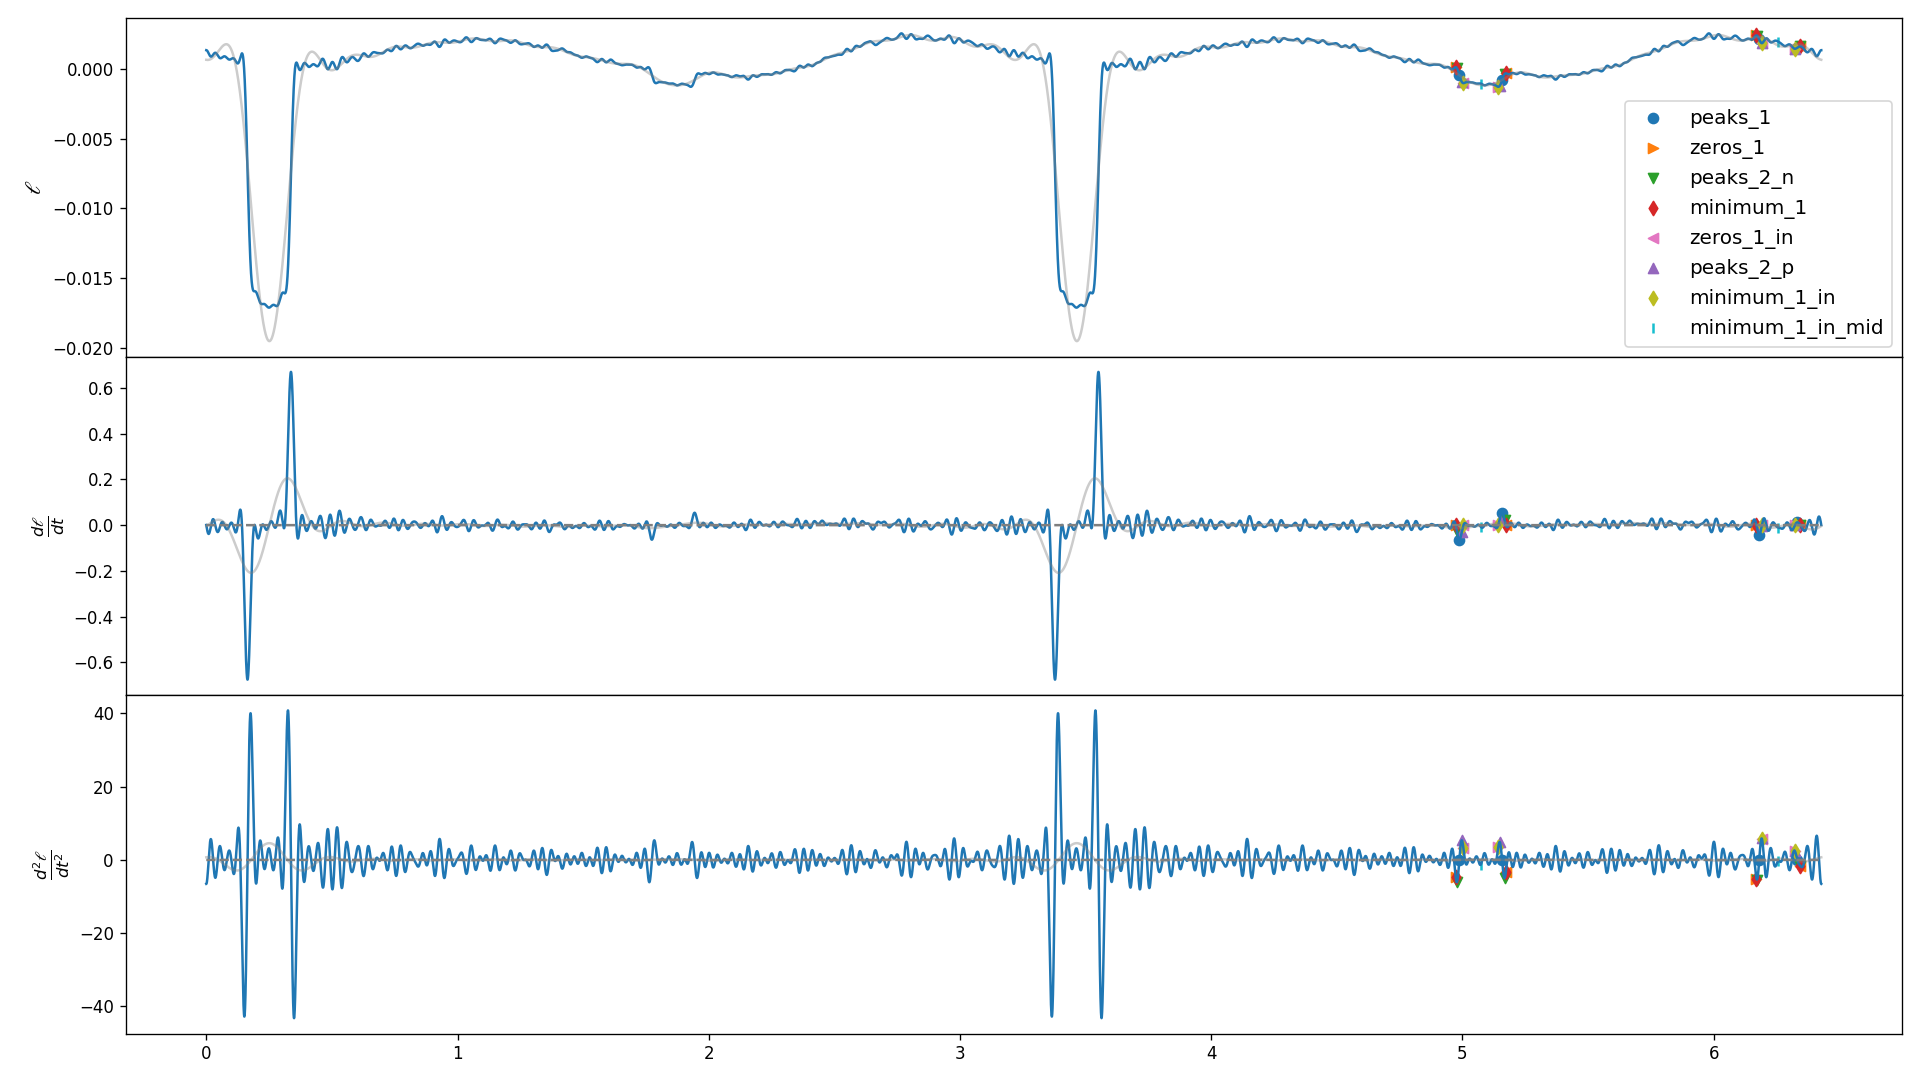 0.000
−0.005
−0.010
−0.015
−0.020
ℓ
peaks_1
zeros_1
peaks_2_n
minimum_1
zeros_1_in
peaks_2_p
minimum_1_in
minimum_1_in_mid
0.6
0.4
0.2
0.0
−0.2
−0.4
−0.6
dℓ/dt
40
20
0
−20
−40
d²ℓ/dt²
0 1 2 3 4 5 6